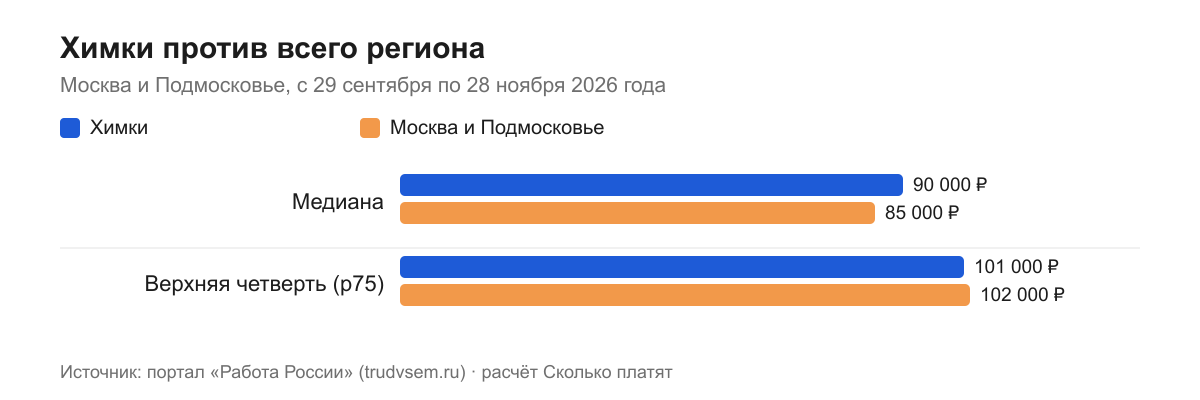 Химки против всего региона
Москва и Подмосковье, с 29 сентября по 28 ноября 2026 года
Химки
Москва и Подмосковье
Медиана
90 000 ₽
85 000 ₽
Верхняя четверть (p75)
101 000 ₽
102 000 ₽
Источник: портал «Работа России» (trudvsem.ru) · расчёт Сколько платят